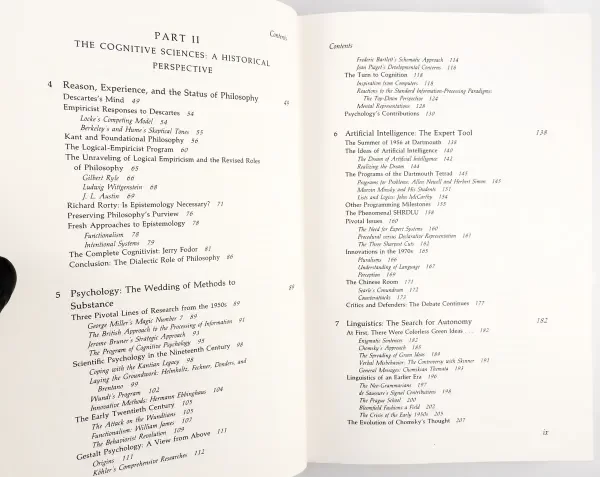 Contents
PART II
THE COGNITIVE SCIENCES: A HISTORICAL
PERSPECTIVE
4 Reason, Experience, and the Status of Philosophy 49
Descartes's Mind 49
Empiricist Responses to Descartes 54
Locke's Competing Model 54
Berkeley's and Hume's Skeptical Tones 55
Kant and Foundational Philosophy 56
The Logical-Empiricist Program 60
The Unraveling of Logical Empiricism and the Revised Roles
of Philosophy 65
Gilbert Ryle 66
Ludwig Wittgenstein 68
J. L. Austin 69
Richard Rorty: Is Epistemology Necessary? 71
Preserving Philosophy's Purview 76
Fresh Approaches to Epistemology 78
Functionalism 78
Intentional Systems 79
The Complete Cognitivist: Jerry Fodor 81
Conclusion: The Dialectic Role of Philosophy 86
5 Psychology: The Wedding of Methods to 89
Substance
Three Pivotal Lines of Research from the 1950s 89
George Miller's Magic Number 7 89
The British Approach to the Processing of Information 91
Jerome Bruner's Strategic Approach 93
The Program of Cognitive Psychology 95
Scientific Psychology in the Nineteenth Century 98
Coping with the Kantian Legacy 98
Laying the Groundwork: Helmholtz, Fechner, Donders, and
Brentano 99
Wundt's Program 102
Innovative Methods: Hermann Ebbinghaus 104
The Early Twentieth Century 105
The Attack on the Wundtians 105
Functionalism: William James 107
The Behaviorist Revolution 109
Gestalt Psychology: A View from Above 111
Origins 111
Köhler's Comprehensive Researches 112
Contents
Frederic Bartlett's Schematic Approach 114
Jean Piaget's Developmental Concerns 116
The Turn to Cognition 118
Inspiration from Computers 118
Reactions to the Standard Information-Processing Paradigm:
The Top-Down Perspective 124
Mental Representations 128
Psychology's Contributions 130
6 Artificial Intelligence: The Expert Tool 138
The Summer of 1956 at Dartmouth 138
The Ideas of Artificial Intelligence 140
The Dream of Artificial Intelligence 142
Realizing the Dream 144
The Programs of the Dartmouth Tetrad 145
Programs for Problems: Allen Newell and Herbert Simon 145
Marvin Minsky and His Students 151
Lists and Logics: John McCarthy 154
Other Programming Milestones 155
The Phenomenal SHRDLU 158
Pivotal Issues 160
The Need for Expert Systems 160
Procedural versus Declarative Representation 161
The Three Sharpest Cuts 162
Innovations in the 1970s 165
Pluralisms 166
Understanding of Language 167
Perception 169
The Chinese Room 171
Searle's Conundrum 172
Counterattacks 173
Critics and Defenders: The Debate Continues 177
7 Linguistics: The Search for Autonomy 182
At First, There Were Colorless Green Ideas . . . 182
Enigmatic Sentences 182
Chomsky's Approach 185
The Spreading of Green Ideas 189
Verbal Misbehavior: The Controversy with Skinner 191
General Messages: Chomskian Themata 193
Linguistics of an Earlier Era 196
The Neo-Grammarians 197
de Saussure's Signal Contributions 198
The Prague School 200
Bloomfield Fashions a Field 202
The Crisis of the Early 1950s 205
The Evolution of Chomsky's Thought 207
ix